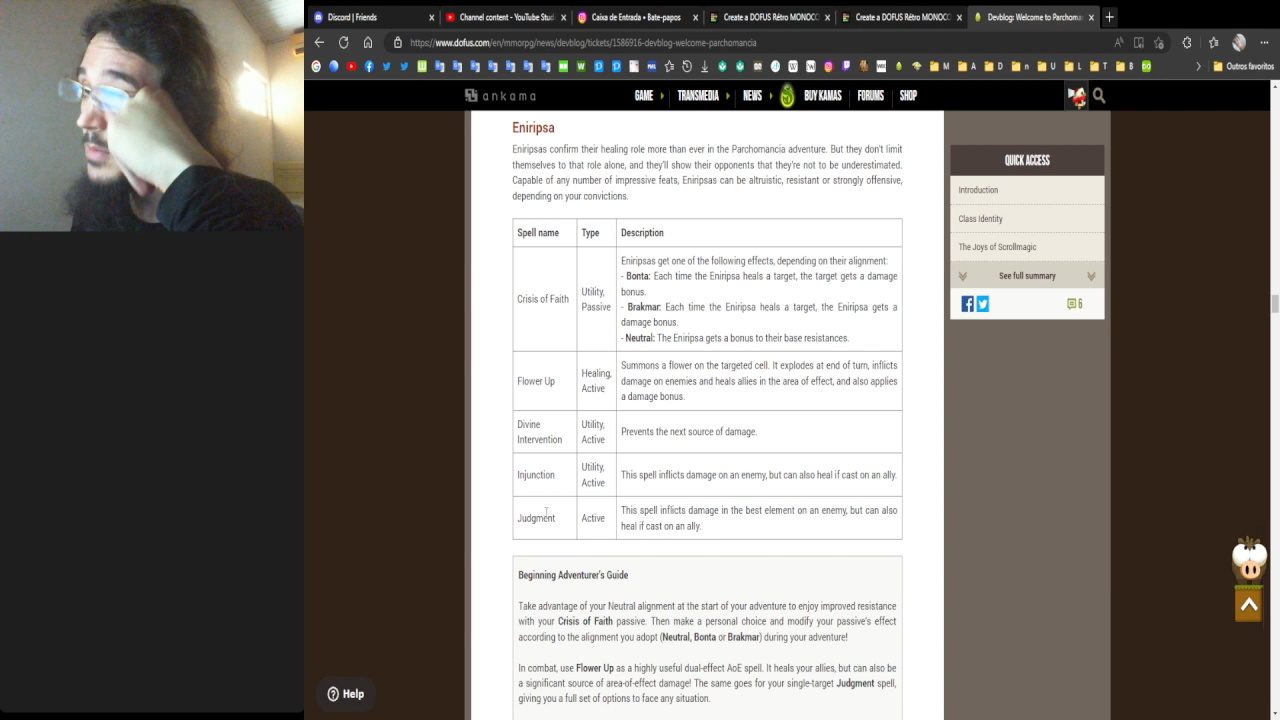 Discord | Friends
Channel content - YouTube Stud
Caixa de Entrada • Bate-papos
Create a DOFUS Rétro MONOCO
Create a DOFUS Rétro MONOCO
Devblog: Welcome to Parchoma
https://www.dofus.com/en/mmorpg/news/devblog/tickets/1586916-devblog-welcome-parchomancia
M
A
D
n
U
L
T
B
Outros favoritos
ankama
GAME
TRANSMEDIA
NEWS
BUY KAMAS
FORUMS
SHOP
Eniripsa
Eniripsas confirm their healing role more than ever in the Parchomancia adventure. But they don't limit
themselves to that role alone, and they'll show their opponents that they're not to be underestimated.
Capable of any number of impressive feats, Eniripsas can be altruistic, resistant or strongly offensive,
depending on your convictions.
Spell name
Type
Description
Crisis of Faith
Utility,
Passive
Eniripsas get one of the following effects, depending on their alignment:
- Bonta: Each time the Eniripsa heals a target, the target gets a damage
bonus.
- Brakmar: Each time the Eniripsa heals a target, the Eniripsa gets a
damage bonus.
- Neutral: The Eniripsa gets a bonus to their base resistances.
Flower Up
Healing,
Active
Summons a flower on the targeted cell. It explodes at end of turn, inflicts
damage on enemies and heals allies in the area of effect, and also applies
a damage bonus.
Divine
Intervention
Utility,
Active
Prevents the next source of damage.
Injunction
Utility,
Active
This spell inflicts damage on an enemy, but can also heal if cast on an ally.
Judgment
Active
This spell inflicts damage in the best element on an enemy, but can also
heal if cast on an ally.
Beginning Adventurer's Guide
Take advantage of your Neutral alignment at the start of your adventure to enjoy improved resistance
with your Crisis of Faith passive. Then make a personal choice and modify your passive's effect
according to the alignment you adopt (Neutral, Bonta or Brakmar) during your adventure!
In combat, use Flower Up as a highly useful dual-effect AoE spell. It heals your allies, but can also be
a significant source of area-of-effect damage! The same goes for your single-target Judgment spell,
giving you a full set of options to face any situation.
QUICK ACCESS
Introduction
Class Identity
The Joys of Scrollmagic
See full summary
6
Help